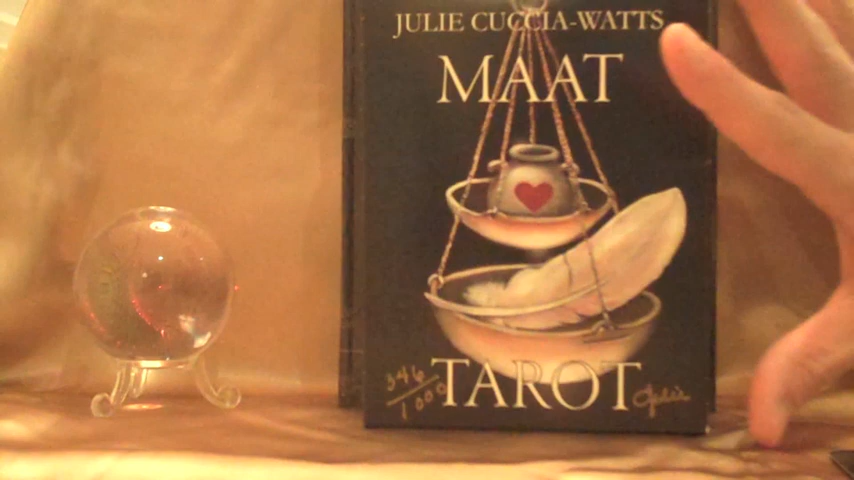 JULIE CUCCIA-WATTS
MAAT
TAROT
346/1000
Julie